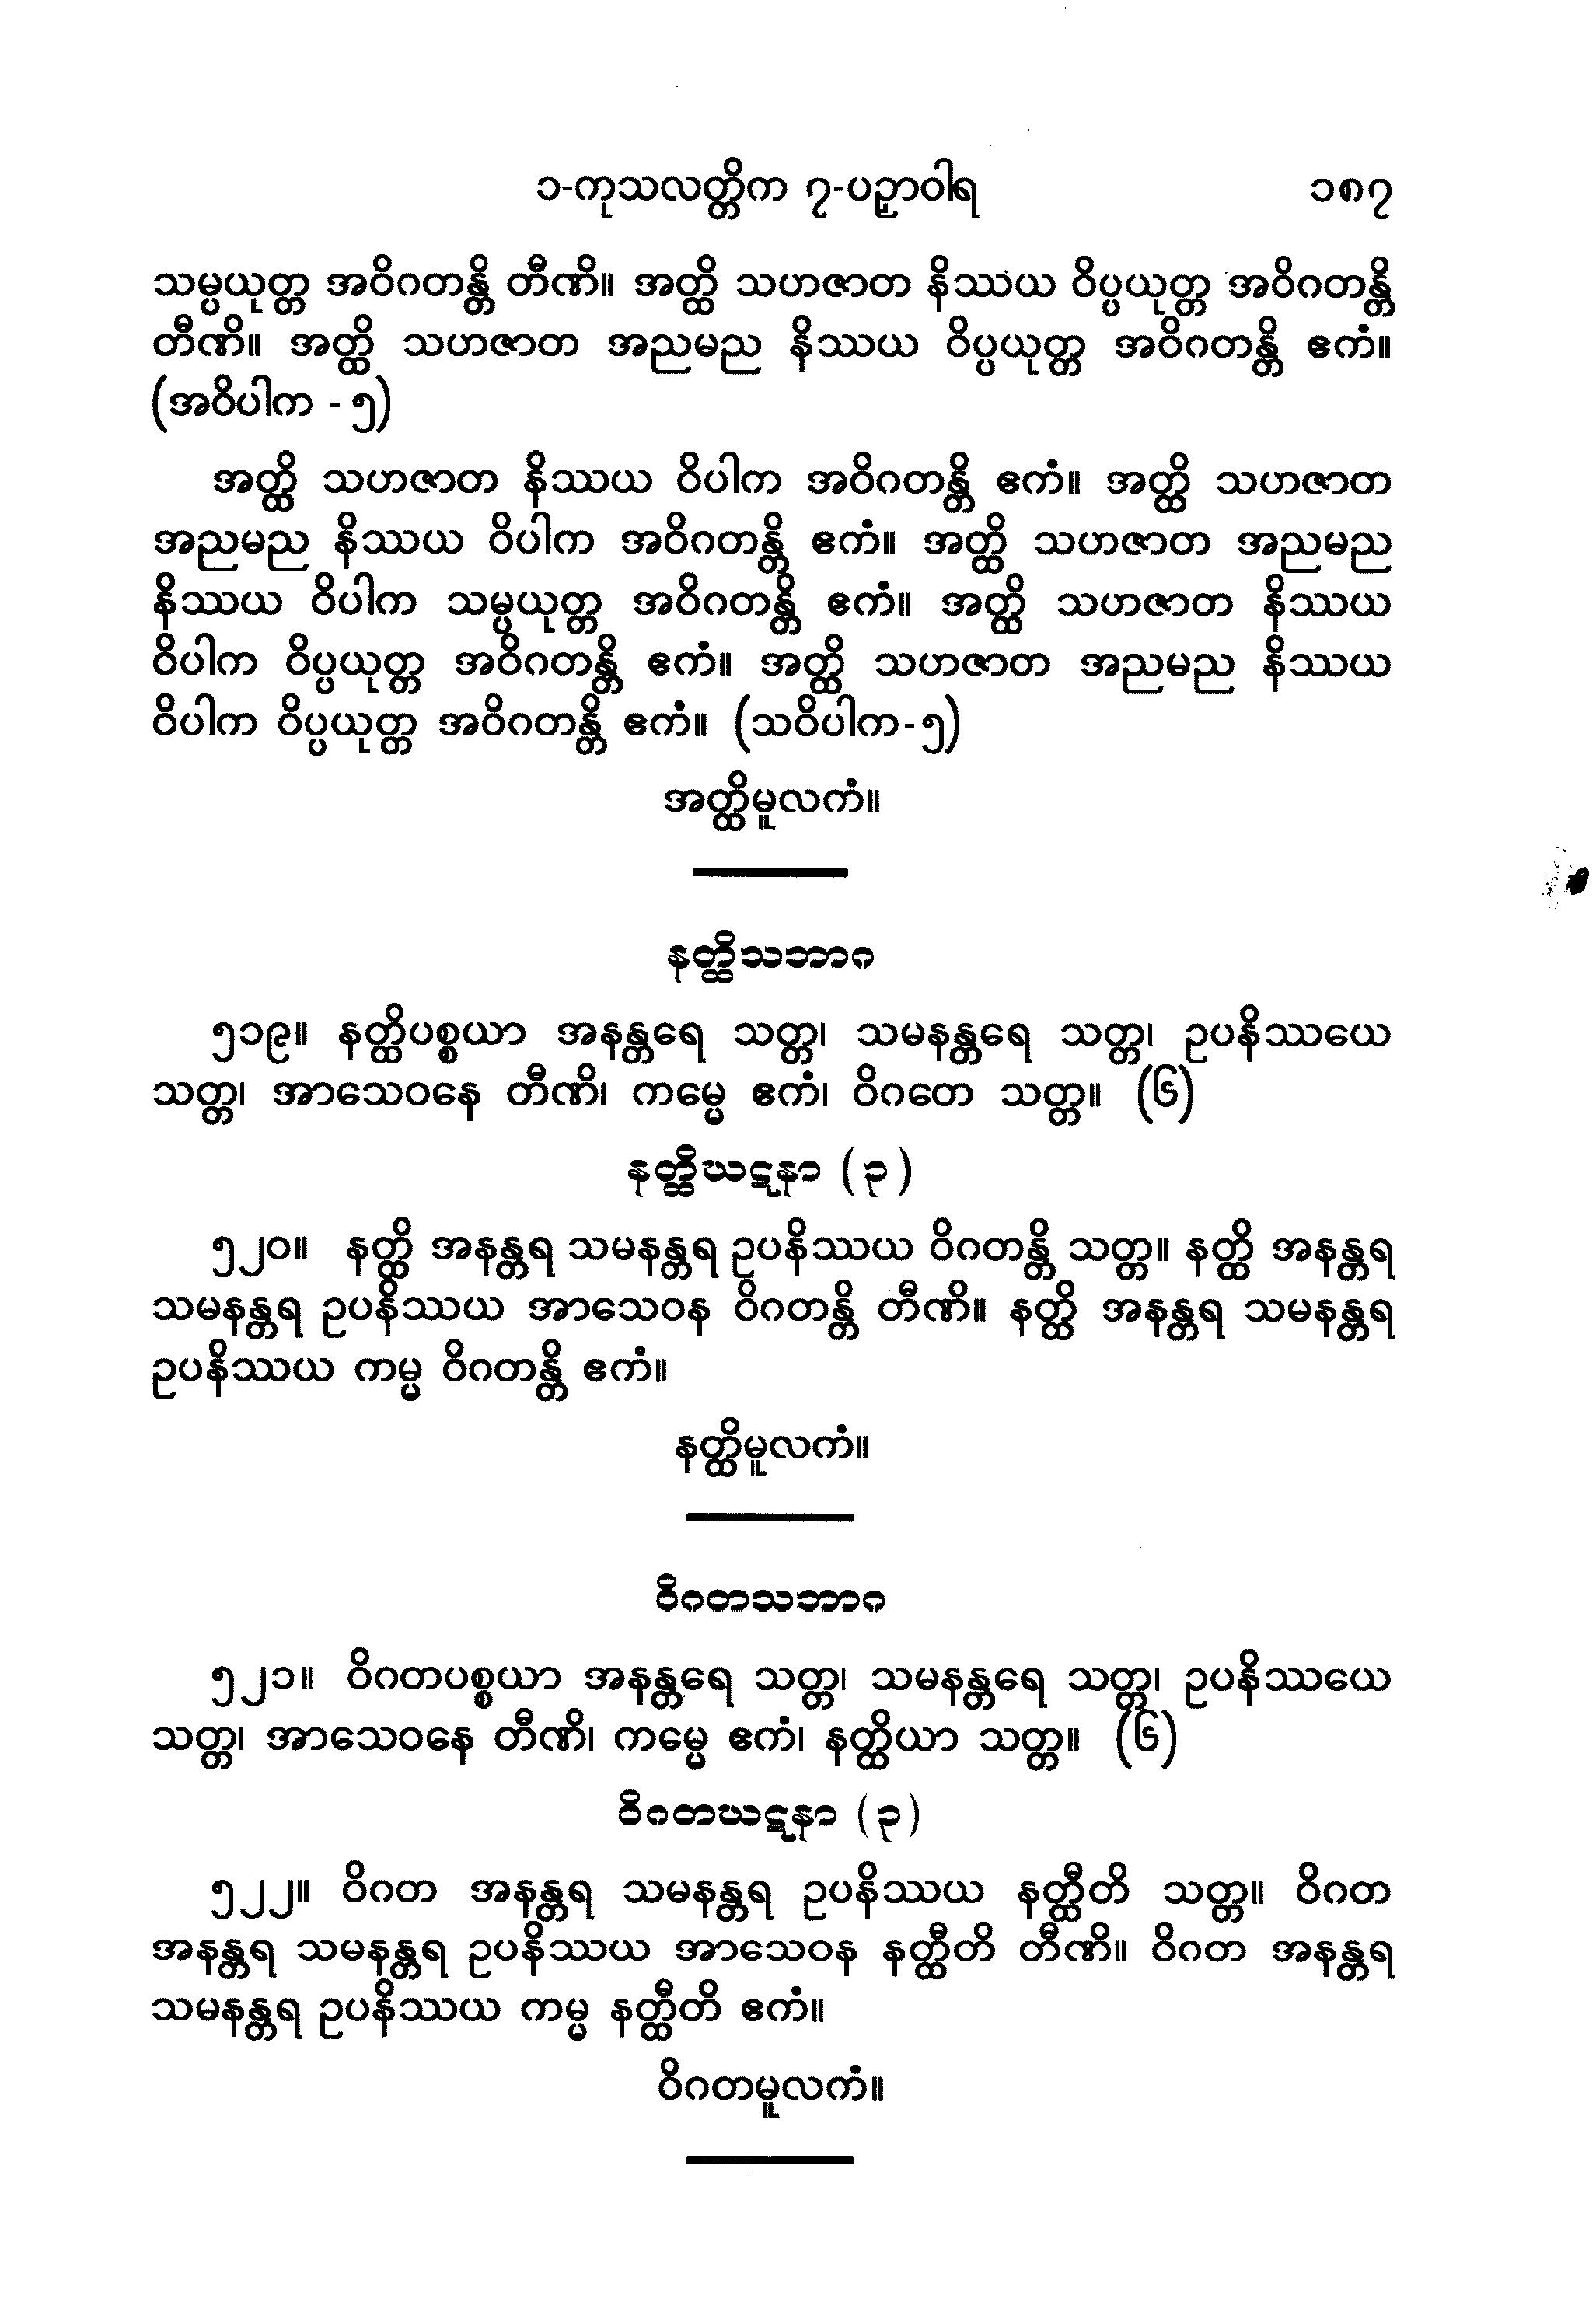 ၁-ကုသလတ္တိက ၇-ပဉှာဝါရ ၁၈၇
သမ္ပယုတ္တ အဝိဂတန္တိ တီဏိ။ အတ္ထိ သဟဇာတ နိဿယ ဝိပ္ပယုတ္တ အဝိဂတန္တိ
တီဏိ။ အတ္ထိ သဟဇာတ အညမည နိဿယ ဝိပ္ပယုတ္တ အဝိဂတန္တိ ဧကံ။
(အဝိပါက - ၅)
အတ္ထိ သဟဇာတ နိဿယ ဝိပါက အဝိဂတန္တိ ဧကံ။ အတ္ထိ သဟဇာတ
အညမည နိဿယ ဝိပါက အဝိဂတန္တိ ဧကံ။ အတ္ထိ သဟဇာတ အညမည
နိဿယ ဝိပါက သမ္ပယုတ္တ အဝိဂတန္တိ ဧကံ။ အတ္ထိ သဟဇာတ နိဿယ
ဝိပါက ဝိပ္ပယုတ္တ အဝိဂတန္တိ ဧကံ။ အတ္ထိ သဟဇာတ အညမည နိဿယ
ဝိပါက ဝိပ္ပယုတ္တ အဝိဂတန္တိ ဧကံ။ (သဝိပါက-၅)
အတ္ထိမူလကံ။
နတ္ထိသဘာဂ
၅၁၉။ နတ္ထိပစ္စယာ အနန္တရေ သတ္တ၊ သမနန္တရေ သတ္တ၊ ဥပနိဿယေ
သတ္တ၊ အာသေဝနေ တီဏိ၊ ကမ္မေ ဧကံ၊ ဝိဂတေ သတ္တ။ (၆)
နတ္ထိဃဋနာ (၃)
၅၂၀။ နတ္ထိ အနန္တရ သမနန္တရ ဥပနိဿယ ဝိဂတန္တိ သတ္တ။ နတ္ထိ အနန္တရ
သမနန္တရ ဥပနိဿယ အာသေဝန ဝိဂတန္တိ တီဏိ။ နတ္ထိ အနန္တရ သမနန္တရ
ဥပနိဿယ ကမ္မ ဝိဂတန္တိ ဧကံ။
နတ္ထိမူလကံ။
ဝိဂတသဘာဂ
၅၂၁။ ဝိဂတပစ္စယာ အနန္တရေ သတ္တ၊ သမနန္တရေ သတ္တ၊ ဥပနိဿယေ
သတ္တ၊ အာသေဝနေ တီဏိ၊ ကမ္မေ ဧကံ၊ နတ္ထိယာ သတ္တ။ (၆)
ဝိဂတဃဋနာ (၃)
၅၂၂။ ဝိဂတ အနန္တရ သမနန္တရ ဥပနိဿယ နတ္ထီတိ သတ္တ။ ဝိဂတ
အနန္တရ သမနန္တရ ဥပနိဿယ အာသေဝန နတ္ထီတိ တီဏိ။ ဝိဂတ အနန္တရ
သမနန္တရ ဥပနိဿယ ကမ္မ နတ္ထီတိ ဧကံ။
ဝိဂတမူလကံ။